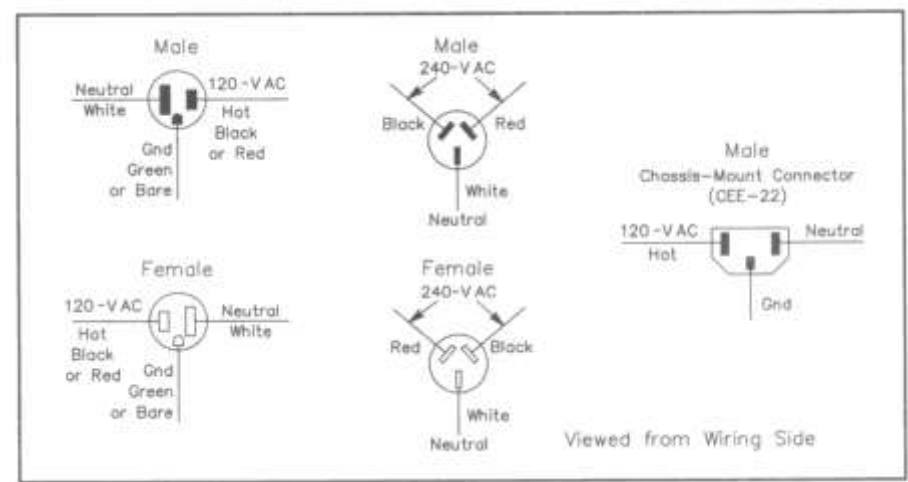 Male
Neutral
White
120-V AC
Hot
Black
or Red
Gnd
Green
or Bare
Male
240-V AC
Black
Red
White
Neutral
Male
Chassis-Mount Connector
(CEE-22)
120-V AC
Hot
Neutral
Gnd
Female
120-V AC
Hot
Black
or Red
Neutral
White
Gnd
Green
or Bare
Female
240-V AC
Red
Black
White
Neutral
Viewed from Wiring Side